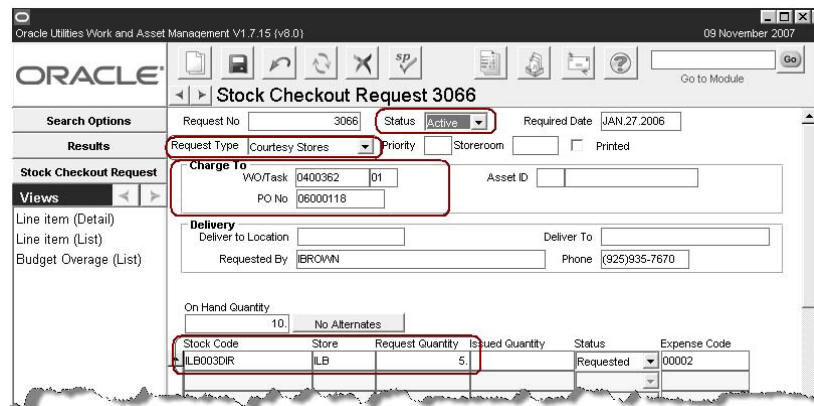 Oracle Utilities Work and Asset Management V1.7.15 (v8.0)
09 November 2007
ORACLE
sp
Go
Go to Module
Stock Checkout Request 3066
Search Options
Results
Stock Checkout Request
Views
Line item (Detail)
Line item (List)
Budget Overage (List)
Request No 3066 Status Active Required Date JAN.27.2006
Request Type Courtesy Stores Priority Storeroom Printed
Charge To
WO/Task 0400362 01 Asset ID
PO No 06000118
Delivery
Deliver to Location Deliver To
Requested By IBROWN Phone (925)935-7670
On Hand Quantity
10. No Alternates
Stock Code Store Request Quantity Issued Quantity Status Expense Code
ILB003DIR ILB 5. Requested 00002